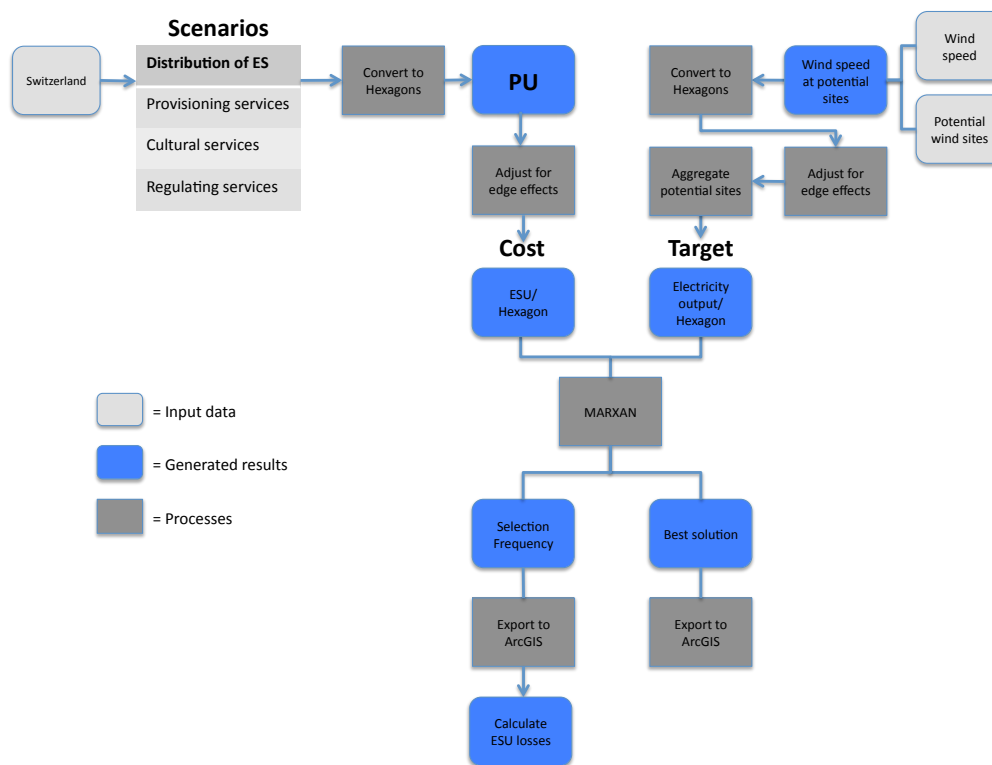 Scenarios
Switzerland
Distribution of ES
Provisioning services
Cultural services
Regulating services
Convert to
Hexagons
PU
Adjust for
edge effects
Cost
ESU/
Hexagon
Wind
speed
Potential
wind sites
Wind speed
at potential
sites
Convert to
Hexagons
Adjust for
edge effects
Aggregate
potential sites
Target
Electricity
output/
Hexagon
MARXAN
Selection
Frequency
Best solution
Export to
ArcGIS
Export to
ArcGIS
Calculate
ESU losses
= Input data
= Generated results
= Processes